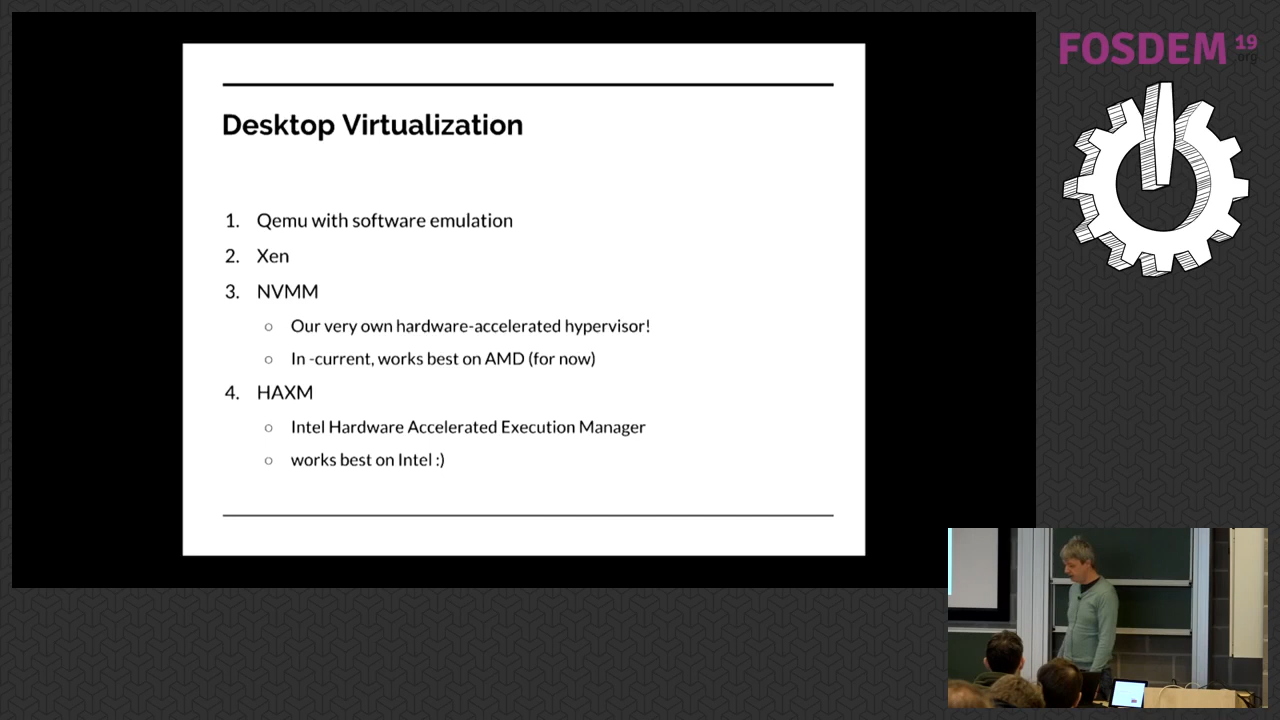 FOSDEM 19
.org
Desktop Virtualization
1. Qemu with software emulation
2. Xen
3. NVMM
○ Our very own hardware-accelerated hypervisor!
○ In -current, works best on AMD (for now)
4. HAXM
○ Intel Hardware Accelerated Execution Manager
○ works best on Intel :)